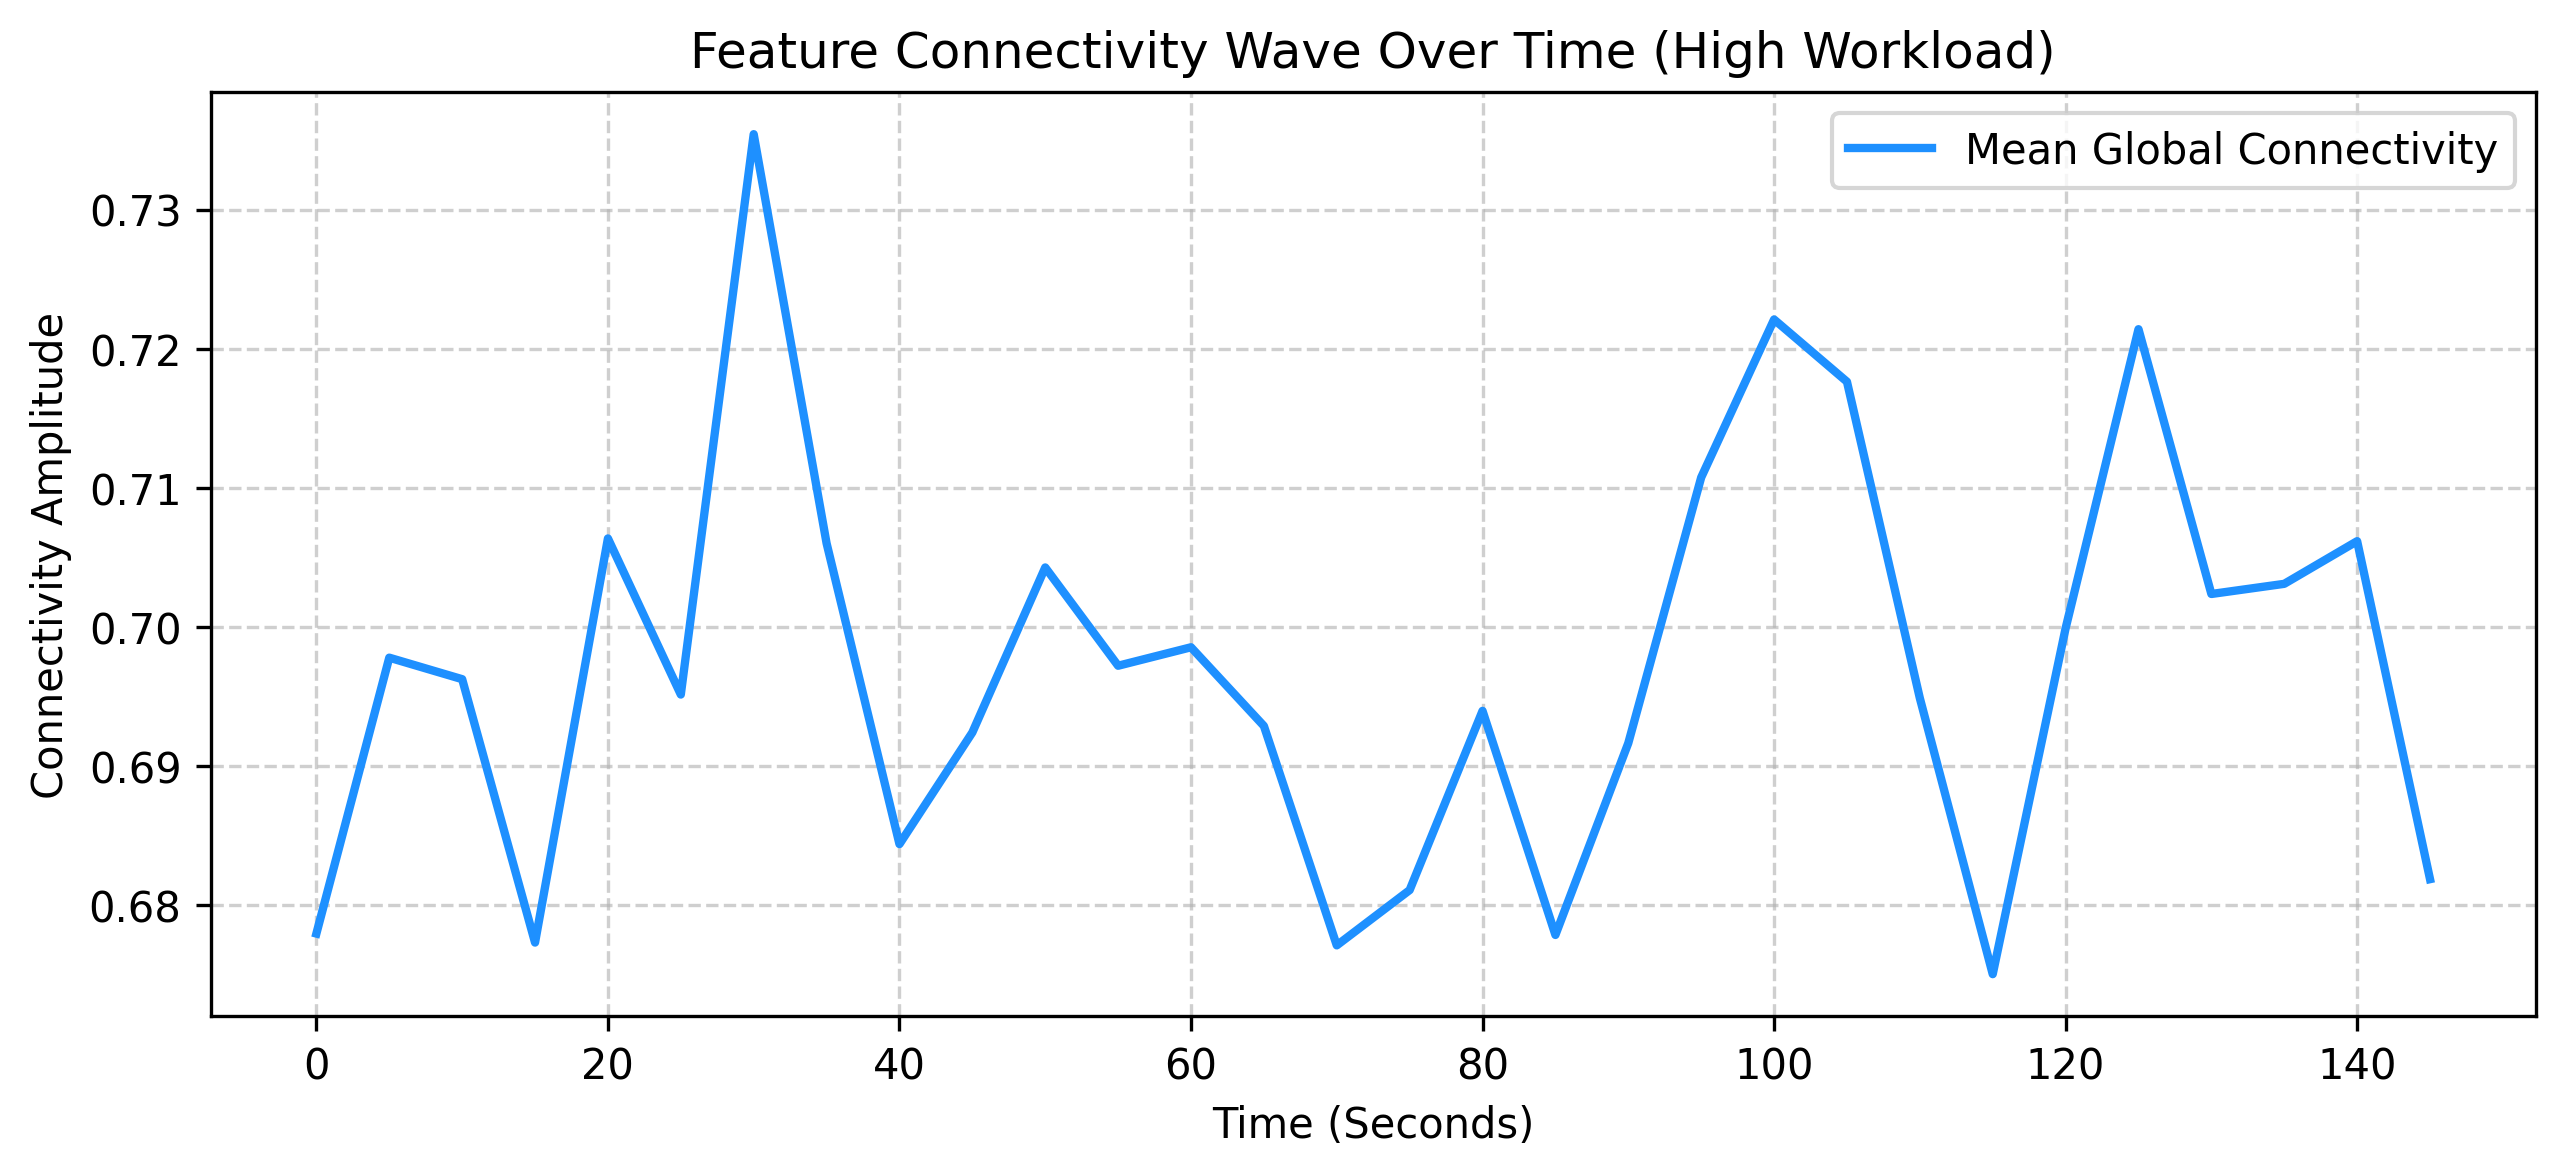 Feature Connectivity Wave Over Time (High Workload)
Mean Global Connectivity
Connectivity Amplitude
0.73
0.72
0.71
0.70
0.69
0.68
0 20 40 60 80 100 120 140
Time (Seconds)